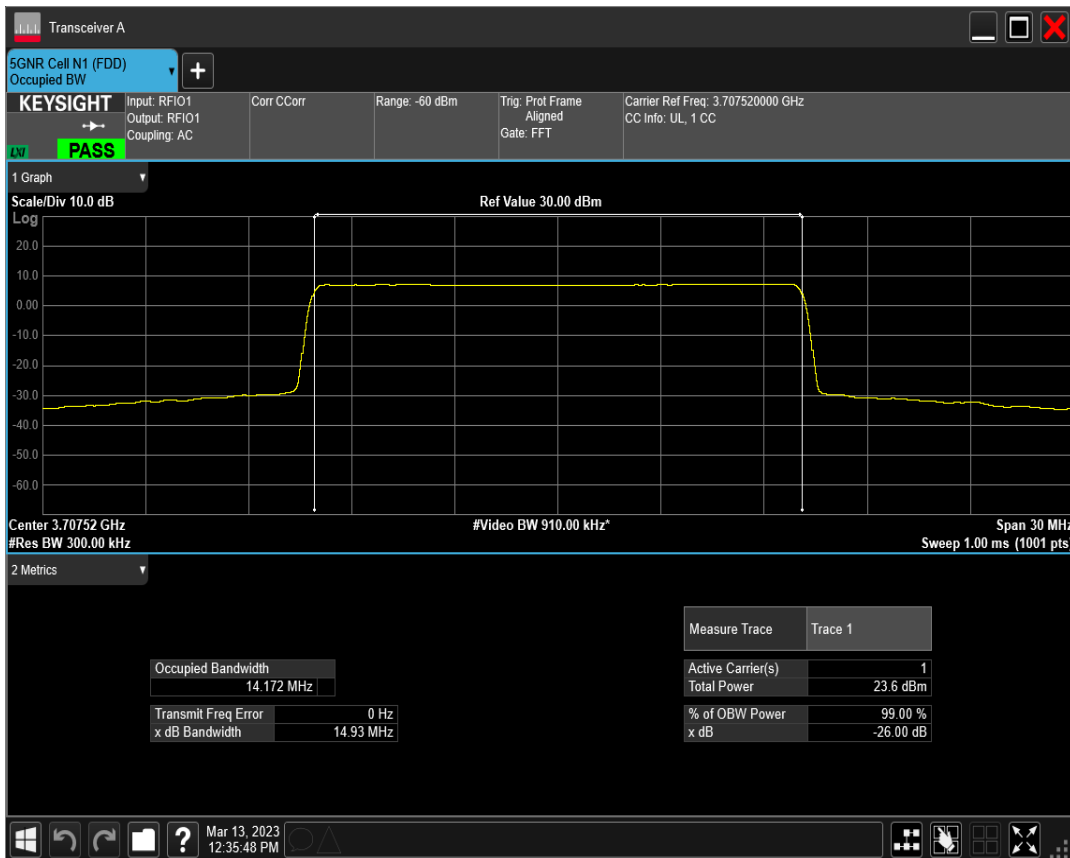 Transceiver A
5GNR Cell N1 (FDD)
Occupied BW
+
KEYSIGHT
LXI
PASS
Input: RFIO1
Output: RFIO1
Coupling: AC
Corr CCorr
Range: -60 dBm
Trig: Prot Frame
Aligned
Gate: FFT
Carrier Ref Freq: 3.707520000 GHz
CC Info: UL, 1 CC
1 Graph
Scale/Div 10.0 dB
Ref Value 30.00 dBm
Log
20.0
10.0
0.00
-10.0
-20.0
-30.0
-40.0
-50.0
-60.0
Center 3.70752 GHz
#Video BW 910.00 kHz*
Span 30 MHz
#Res BW 300.00 kHz
Sweep 1.00 ms (1001 pts)
2 Metrics
Measure Trace Trace 1
Occupied Bandwidth
14.172 MHz
Transmit Freq Error 0 Hz
x dB Bandwidth 14.93 MHz
Active Carrier(s) 1
Total Power 23.6 dBm
% of OBW Power 99.00 %
x dB -26.00 dB
?
Mar 13, 2023
12:35:48 PM